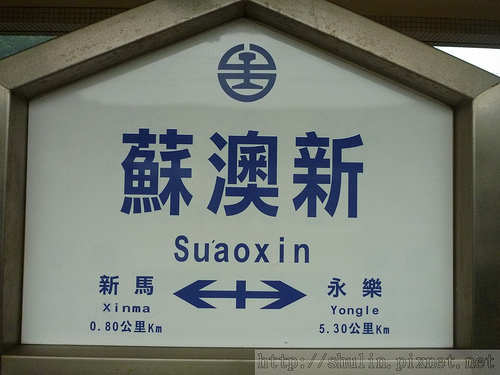 蘇澳新
Su'aoxin
新馬 永樂
Xinma Yongle
0.80公里Km 5.30公里Km
http://shulin.pixnet.net